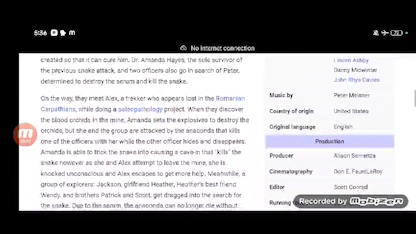 5:36
No internet connection
created so that it can cure him. Dr. Amanda Hayes, the sole survivor of
the previous snake attack, and two officers also go in search of Peter,
determined to destroy the serum and kill the snake.
On the way, they meet Alex, a trekker who appears lost in the Romanian
Carpathians, while doing a paleopathology project. When they discover
the blood orchids in the mine, Amanda sets the explosives to destroy the
orchids, but she and the group are attacked by the anaconda that kills
one of the officers with her while the other officer hides and disappears.
Amanda is able to trick the snake into causing a cave-in that "kills" the
snake however as she and Alex attempt to leave the mine, she is
knocked unconscious and Alex escapes to get more help. Meanwhile, a
group of explorers: Jackson, girlfriend Heather, Heather's best friend
Wendy, and brothers Patrick and Scott, get dragged into the search for
the snake. Due to the serum, the anaconda can no longer die without
Linden Ashby
Danny Midwinter
John Rhys-Davies
Music by Peter Meisner
Country of origin United States
Original language English
Production
Producer Alison Semenza
Cinematography Don E. FauntLeRoy
Editor Scott Conrad
Running
Recorded by
mobizen